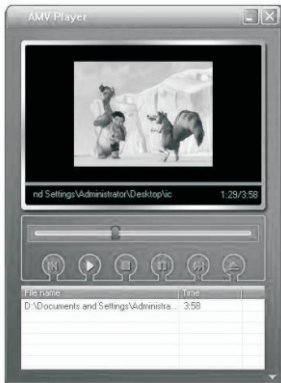 AMV Player
nd Settings\Administrator\Desktop\ic 1:29/3:58
File name Time
D:\Documents and Settings\Administra... 3:58